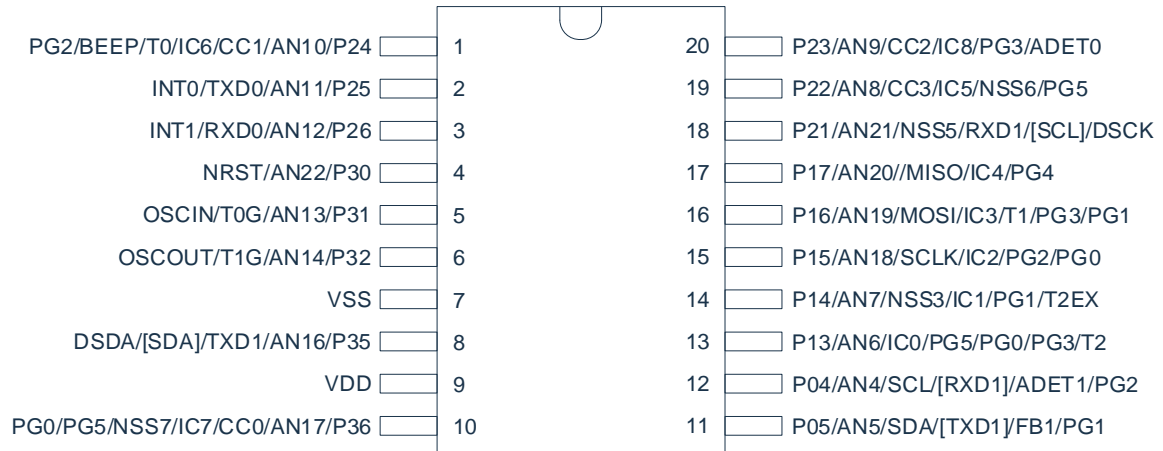 PG2/BEEP/T0/IC6/CC1/AN10/P24 1 20 P23/AN9/CC2/IC8/PG3/ADET0
INT0/TXD0/AN11/P25 2 19 P22/AN8/CC3/IC5/NSS6/PG5
INT1/RXD0/AN12/P26 3 18 P21/AN21/NSS5/RXD1/[SCL]/DSCK
NRST/AN22/P30 4 17 P17/AN20//MISO/IC4/PG4
OSCIN/T0G/AN13/P31 5 16 P16/AN19/MOSI/IC3/T1/PG3/PG1
OSCOUT/T1G/AN14/P32 6 15 P15/AN18/SCLK/IC2/PG2/PG0
VSS 7 14 P14/AN7/NSS3/IC1/PG1/T2EX
DSDA/[SDA]/TXD1/AN16/P35 8 13 P13/AN6/IC0/PG5/PG0/PG3/T2
VDD 9 12 P04/AN4/SCL/[RXD1]/ADET1/PG2
PG0/PG5/NSS7/IC7/CC0/AN17/P36 10 11 P05/AN5/SDA/[TXD1]/FB1/PG1